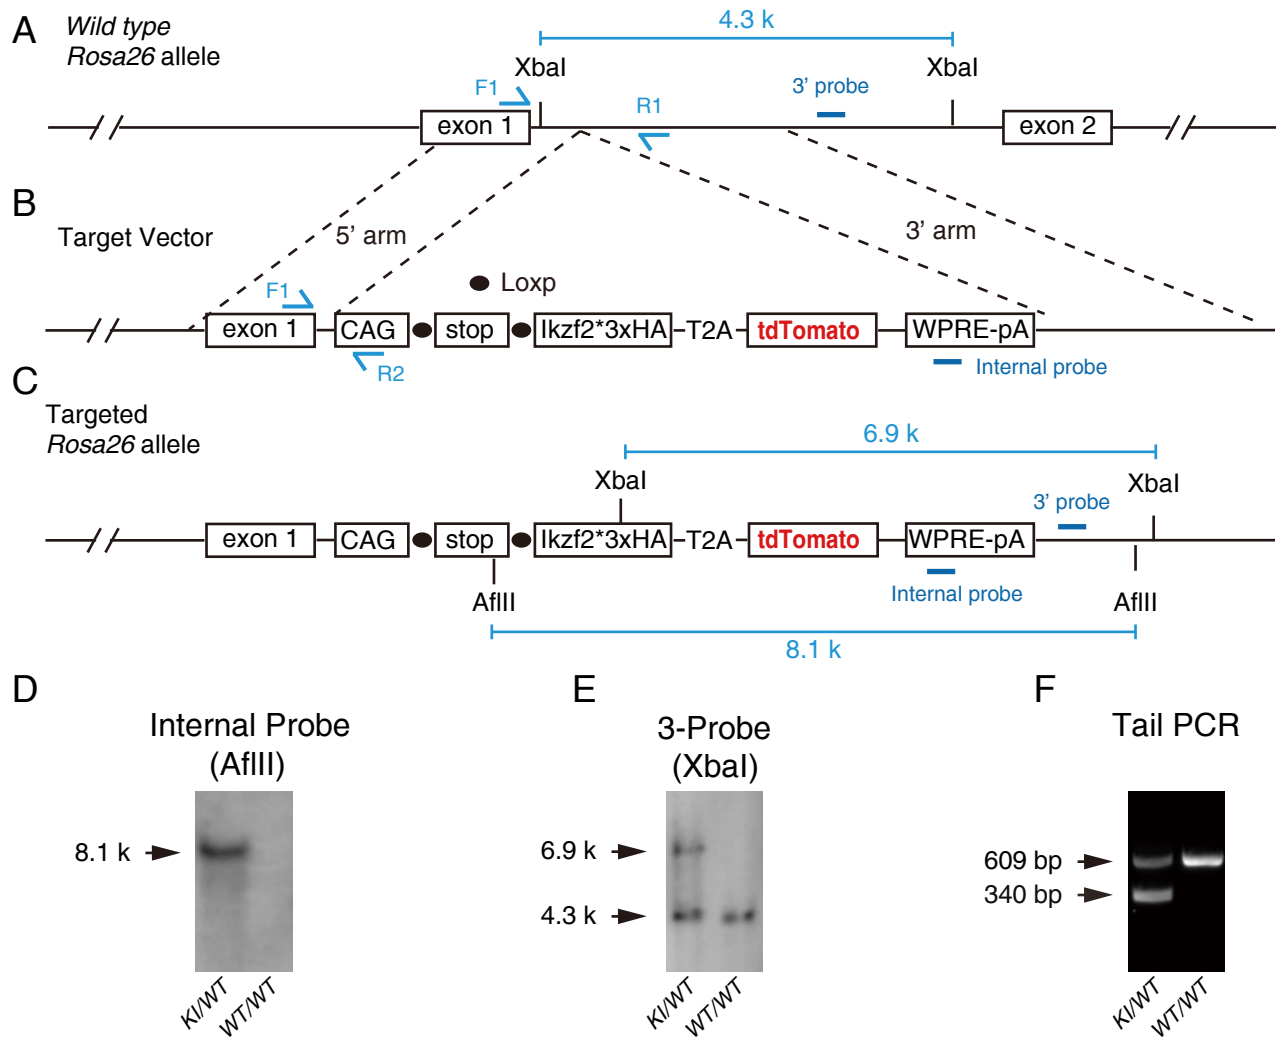 A
Wild type
Rosa26 allele
4.3 k
XbaI
XbaI
F1
R1
3’ probe
exon 1
exon 2
B
Target Vector
5’ arm
3’ arm
Loxp
F1
exon 1
CAG
stop
Ikzf2*3xHA
T2A
tdTomato
WPRE-pA
R2
Internal probe
C
Targeted
Rosa26 allele
6.9 k
XbaI
XbaI
3’ probe
exon 1
CAG
stop
Ikzf2*3xHA
T2A
tdTomato
WPRE-pA
Internal probe
AflII
AflII
8.1 k
D
Internal Probe
(AflII)
8.1 k
KI/WT
WT/WT
E
3-Probe
(XbaI)
6.9 k
4.3 k
KI/WT
WT/WT
F
Tail PCR
609 bp
340 bp
KI/WT
WT/WT